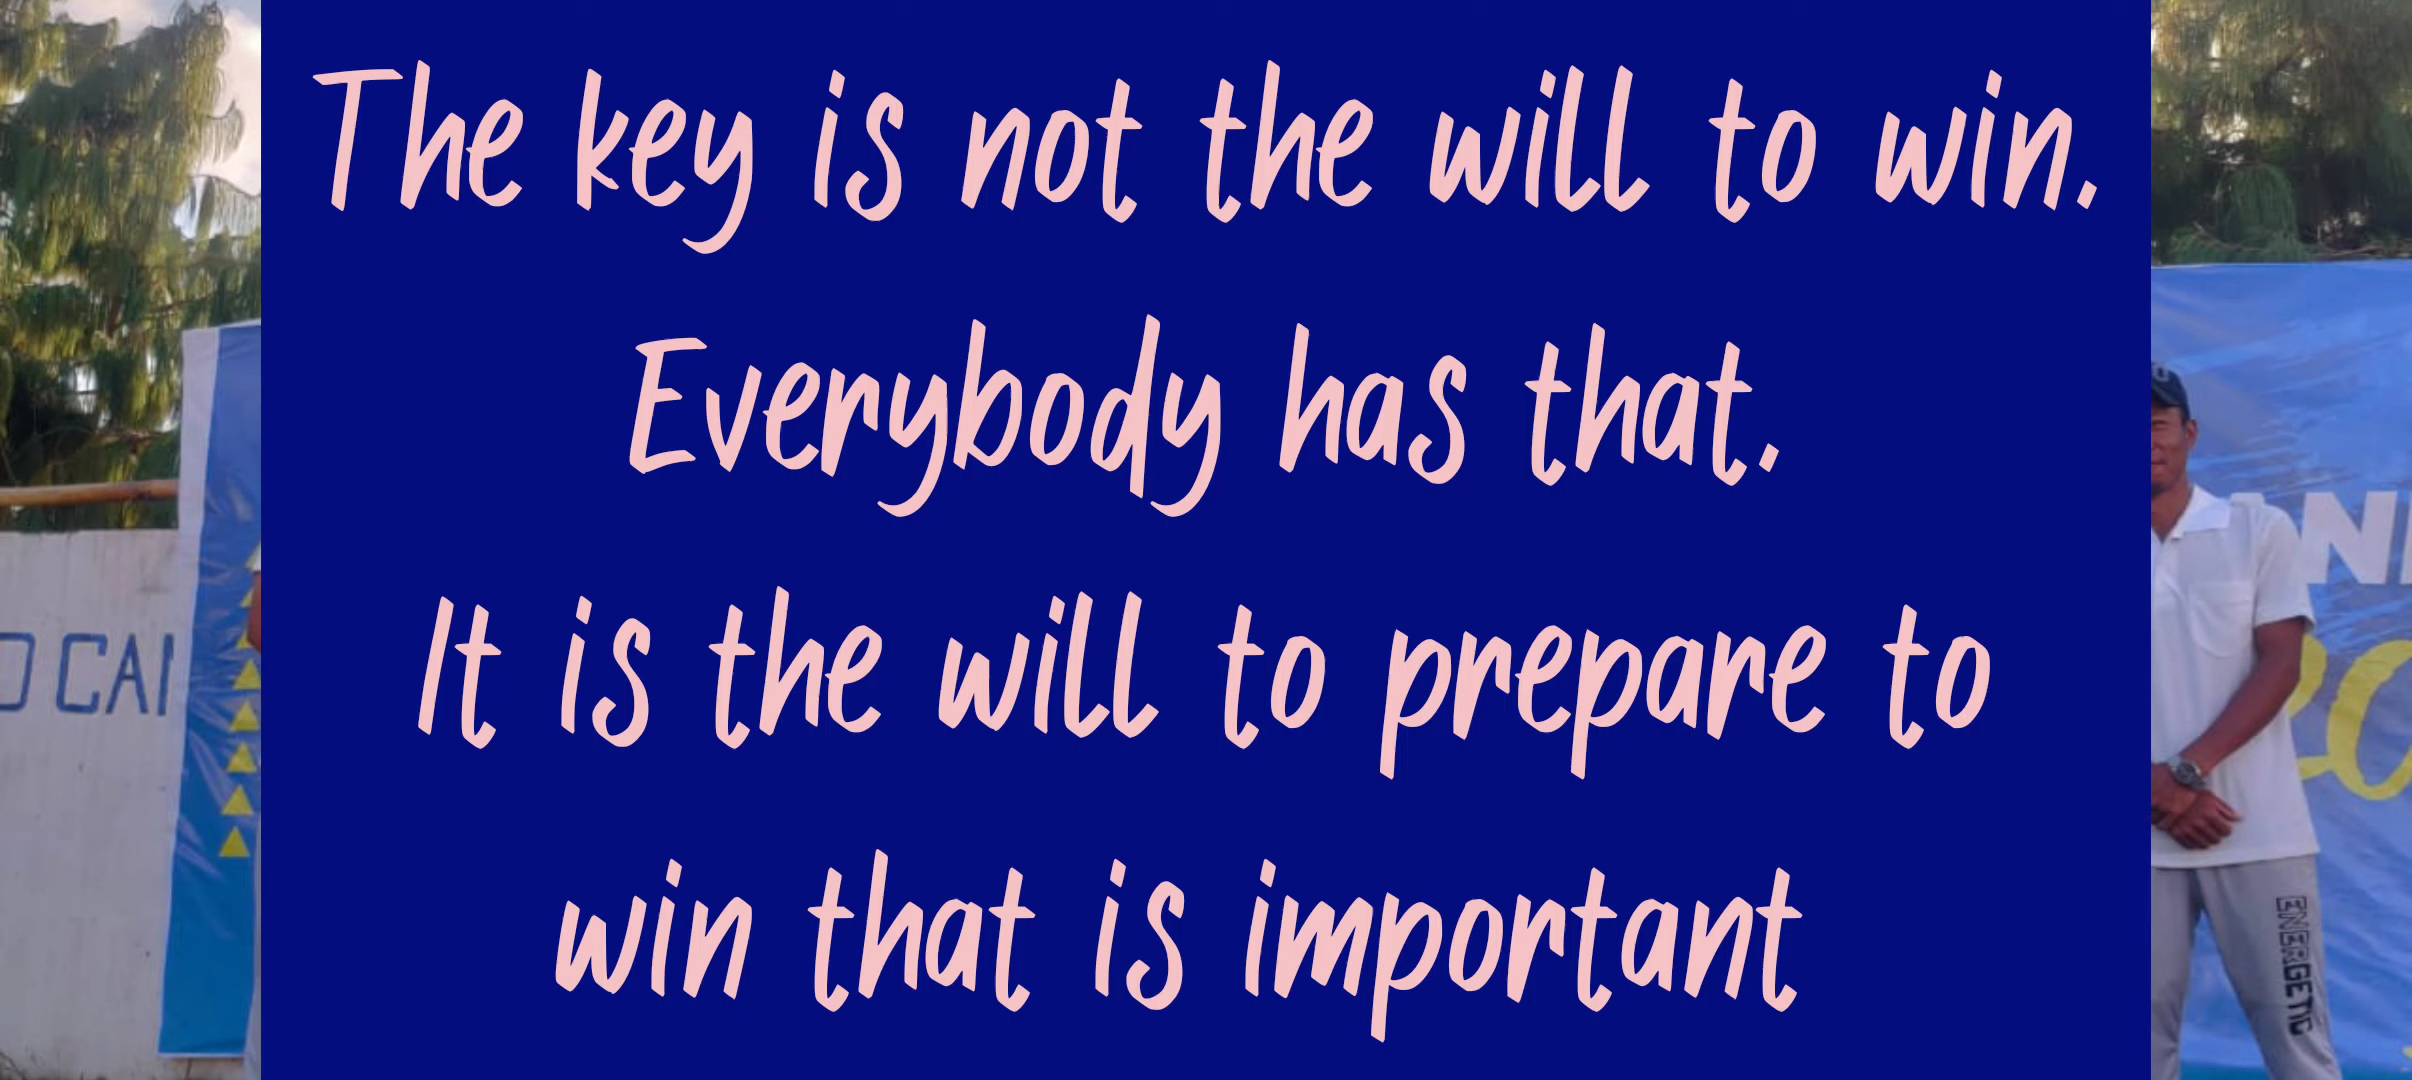 The key is not the will to win.
Everybody has that.
It is the will to prepare to
win that is important
ENERGETIC